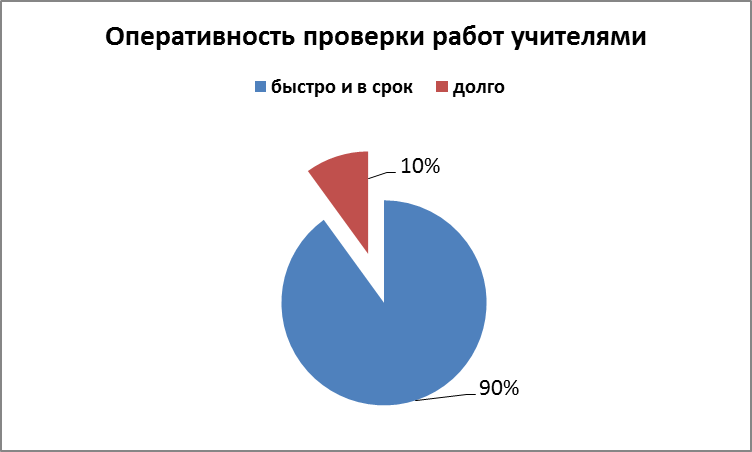 Оперативность проверки работ учителями
быстро и в срок долго
10%
90%